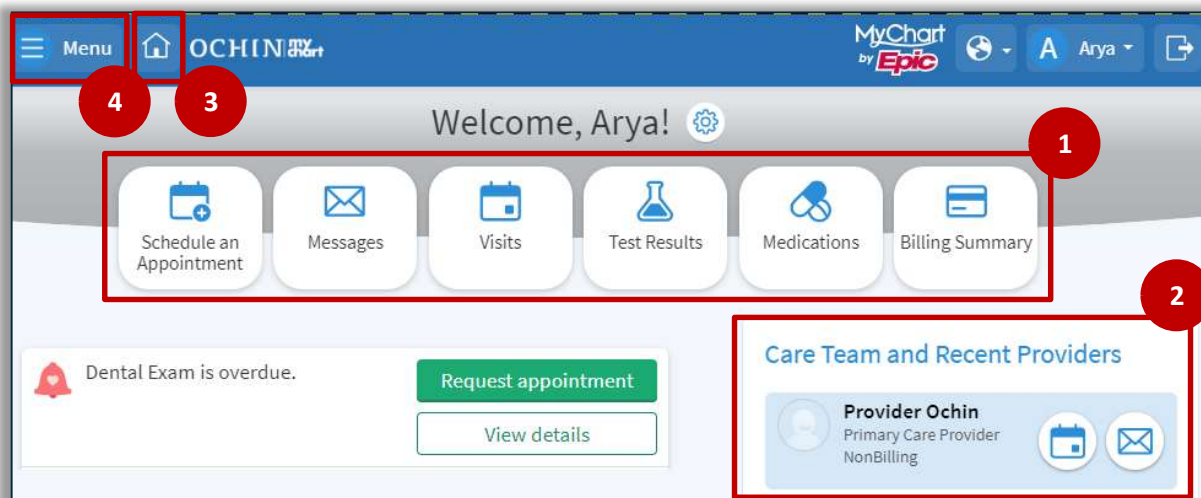 Menu OCHIN MyChart MyChart A Arya
4 3 by Epic
Welcome, Arya!
1
Schedule an Messages Visits Test Results Medications Billing Summary
Appointment
2
Care Team and Recent Providers
Dental Exam is overdue. Request appointment
View details
Provider Ochin
Primary Care Provider
NonBilling